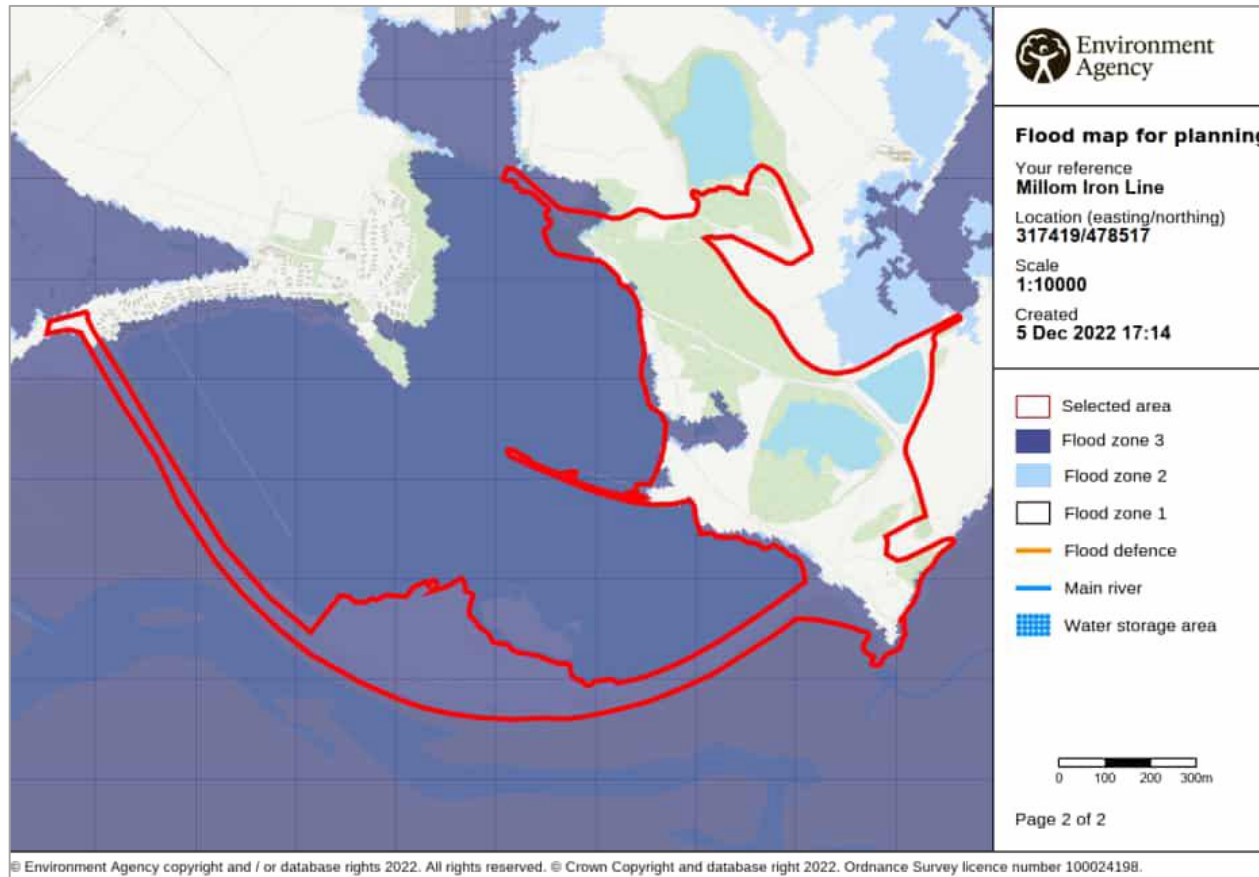 Environment
Agency
Flood map for planning
Your reference
Millom Iron Line
Location (easting/northing)
317419/478517
Scale
1:10000
Created
5 Dec 2022 17:14
Selected area
Flood zone 3
Flood zone 2
Flood zone 1
Flood defence
Main river
Water storage area
0 100 200 300m
Page 2 of 2
© Environment Agency copyright and / or database rights 2022. All rights reserved. © Crown Copyright and database right 2022. Ordnance Survey licence number 100024198.